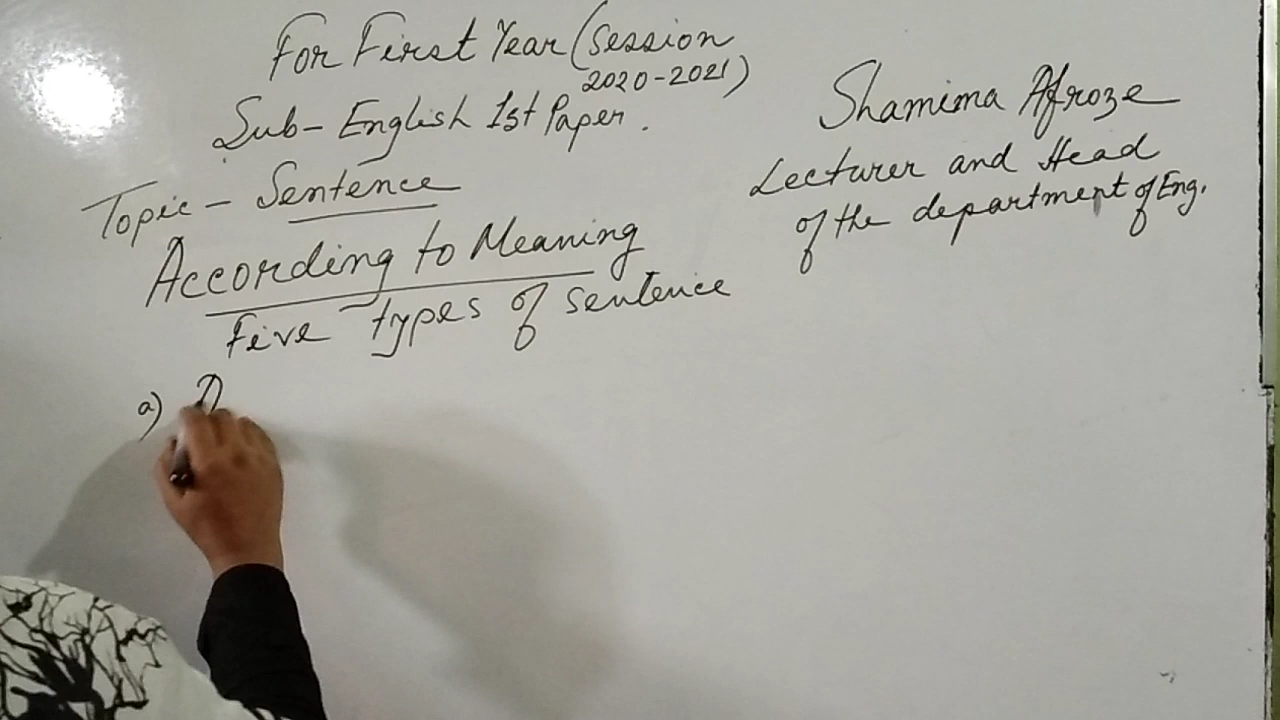 For First Year (Session
2020-2021)
Sub- English 1st Paper.
Topic - Sentence
According to Meaning
Five types of sentence
a)
Shamima Afroze
Lecturer and Head
of the department of Eng.